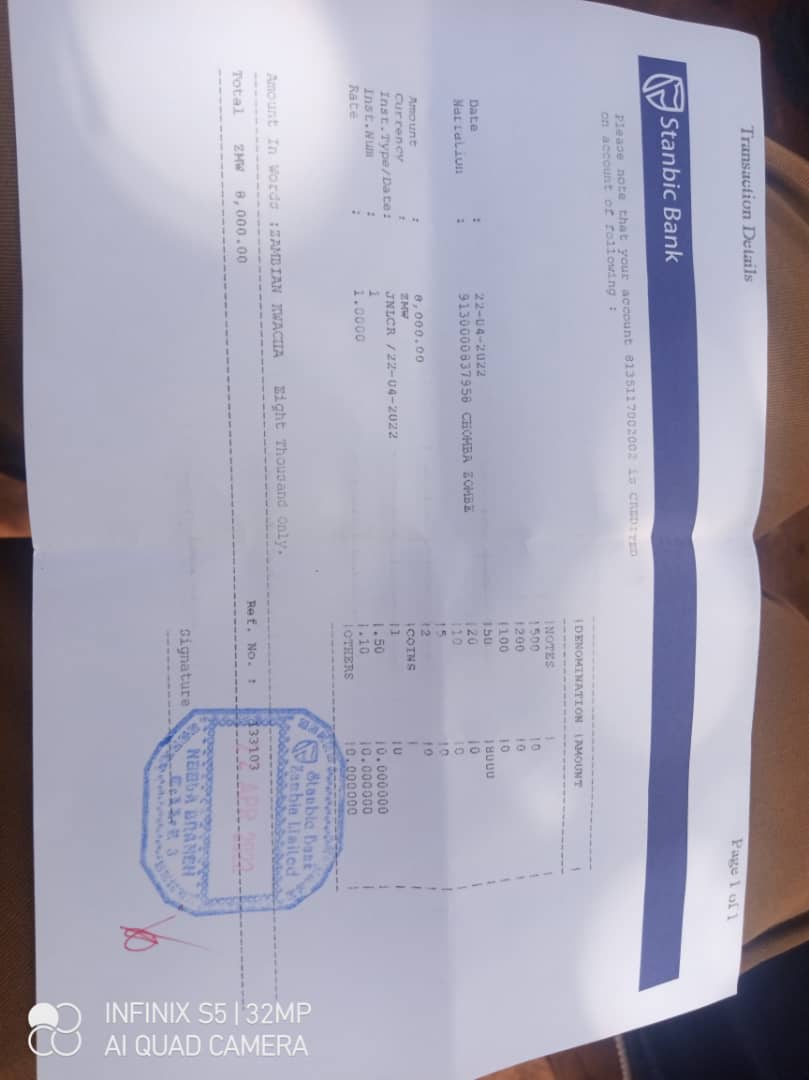 Transaction Details
Page 1 of 1
Stanbic Bank
Please note that your account is CREDITED
on account of following :
Date : 22-04-2022
Narration : 9130000837958 CHOMBA ZOMBE
Amount : 8,000.00
Currency : ZMW
Inst.Type/Date: JNLCR /22-04-2022
Inst.Num : 1
Rate : 1.0000
|DENOMINATION |AMOUNT |
|NOTES | |
|500 |0 |
|200 |0 |
|100 |0 |
|50 |8000 |
|20 |0 |
|10 |0 |
|5 |0 |
|2 |0 |
|COINS | |
|1 |0 |
|.50 |0.000000 |
|.10 |0.000000 |
|OTHERS |0.000000 |
Amount In Words :ZAMBIAN KWACHA Eight Thousand Only.
Total ZMW 8,000.00 Ref. No. : 33103
Signature
Stanbic Bank
Zambia Limited
APR 2022
BRANCH
3
INFINIX S5 | 32MP
AI QUAD CAMERA